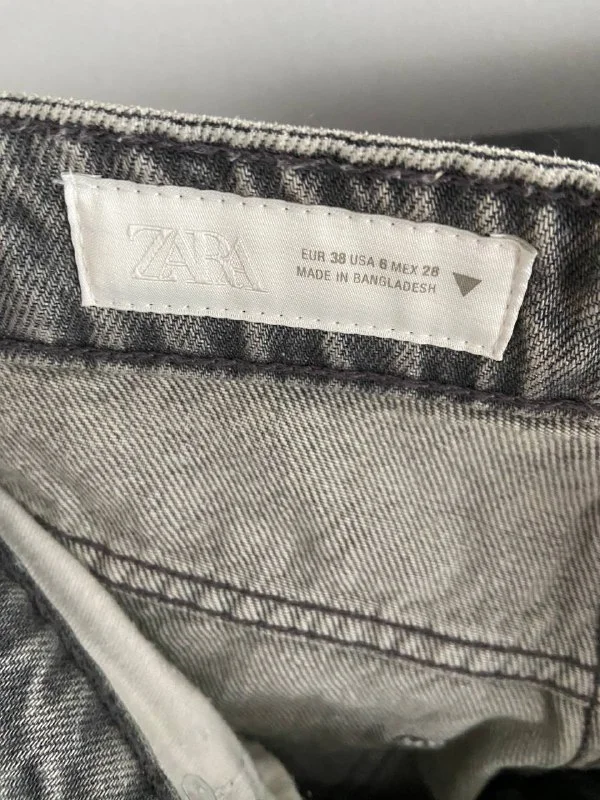 ZARA
EUR 38 USA 6 MEX 28
MADE IN BANGLADESH